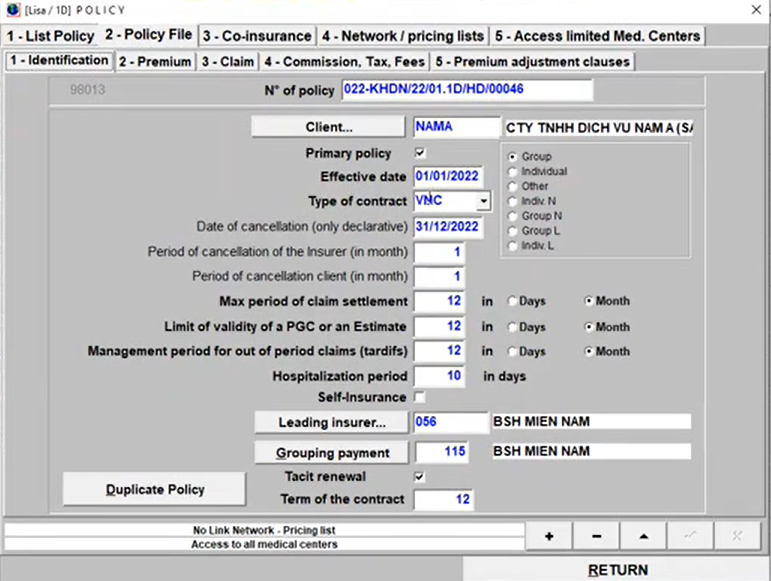 [Lisa / 1D] P O L I C Y
1 - List Policy 2 - Policy File 3 - Co-insurance 4 - Network / pricing lists 5 - Access limited Med. Centers
1 - Identification 2 - Premium 3 - Claim 4 - Commission, Tax, Fees 5 - Premium adjustment clauses
98013 N° of policy 022-KHDN/22/01.1D/HD/00046
Client... NAMA CTY TNHH DICH VU NAM A (SA
Primary policy
Group
Effective date 01/01/2022
Individual
Other
Type of contract VNC
Indiv. N
Group N
Date of cancellation (only declarative) 31/12/2022
Group L
Indiv. L
Period of cancellation of the Insurer (in month) 1
Period of cancellation client (in month) 1
Max period of claim settlement 12 in Days Month
Limit of validity of a PGC or an Estimate 12 in Days Month
Management period for out of period claims (tardifs) 12 in Days Month
Hospitalization period 10 in days
Self-Insurance
Leading insurer... 056 BSH MIEN NAM
Grouping payment 115 BSH MIEN NAM
Tacit renewal
Duplicate Policy
Term of the contract 12
No Link Network - Pricing list
Access to all medical centers
RETURN